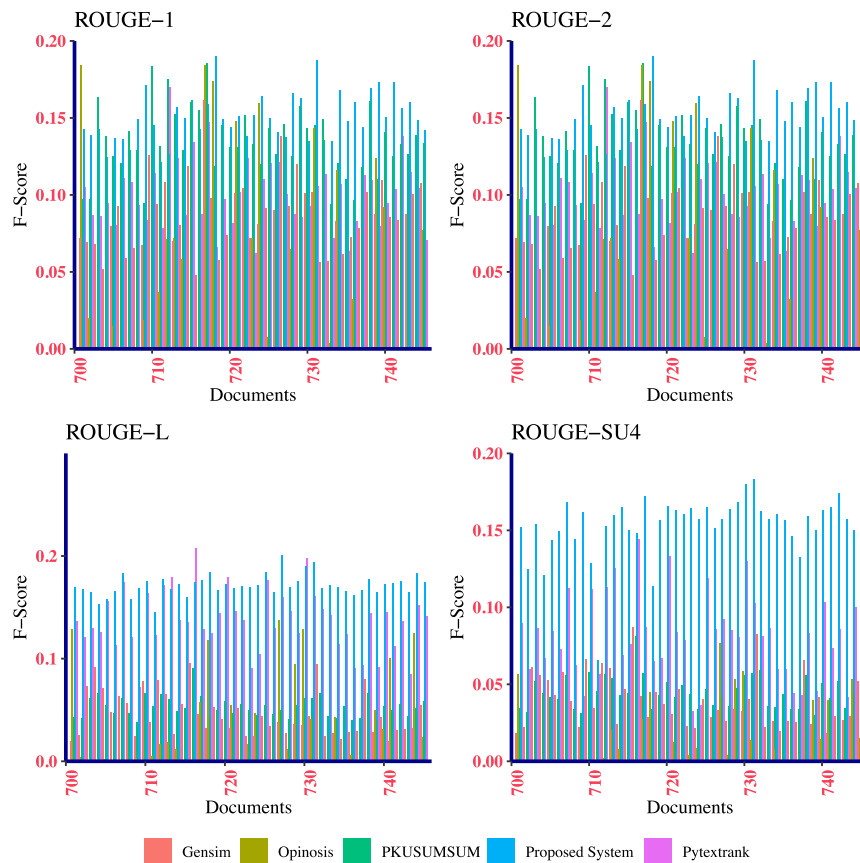 ROUGE−1
F−Score
0.20
0.15
0.10
0.05
0.00
700
710
720
730
740
Documents
ROUGE−2
F−Score
0.20
0.15
0.10
0.05
0.00
700
710
720
730
740
Documents
ROUGE−L
F−Score
0.2
0.1
0.0
700
710
720
730
740
Documents
ROUGE−SU4
F−Score
0.20
0.15
0.10
0.05
0.00
700
710
720
730
740
Documents
Gensim Opinosis PKUSUMSUM Proposed System Pytextrank